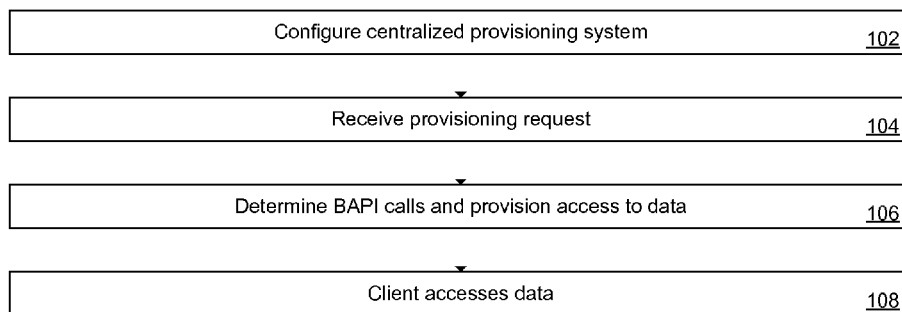 Configure centralized provisioning system
102
Receive provisioning request
104
Determine BAPI calls and provision access to data
106
Client accesses data
108